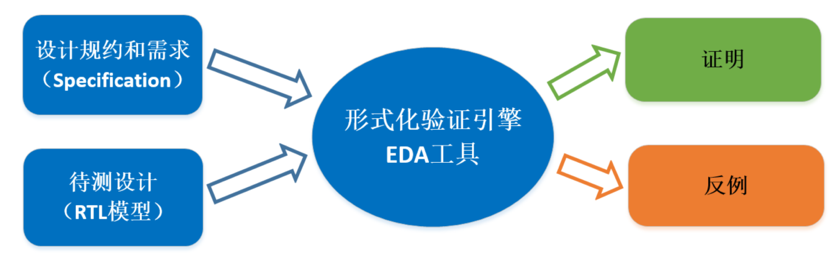 设计规约和需求
（Specification）
待测设计
（RTL模型）
形式化验证引擎
EDA工具
证明
反例